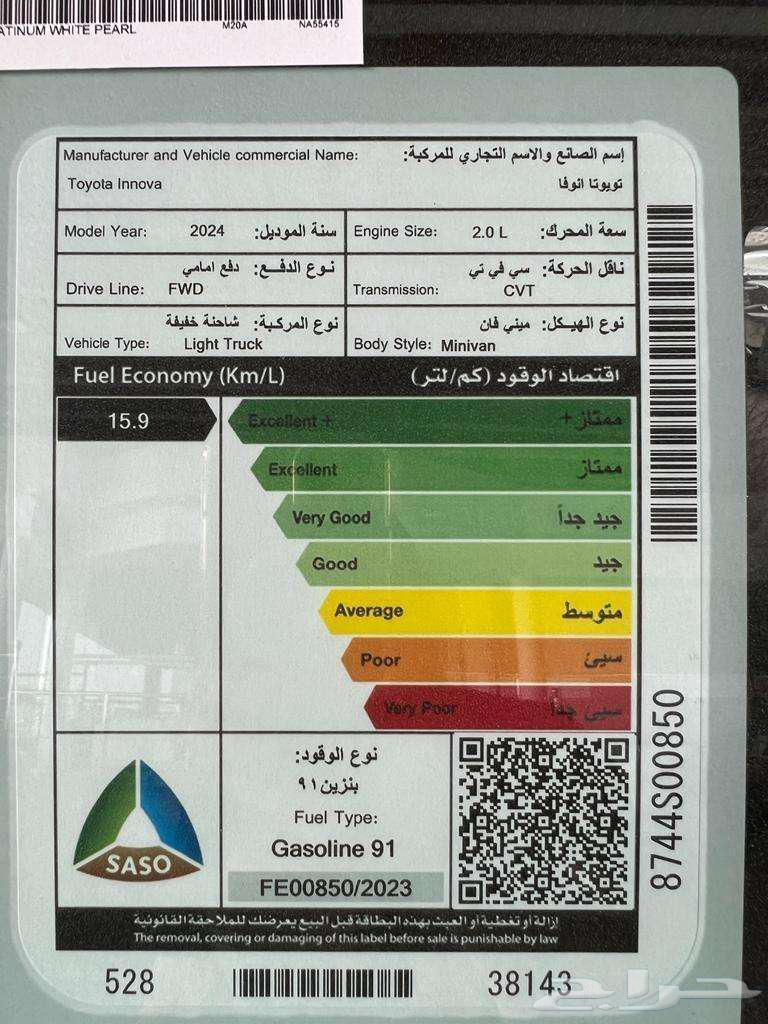 ATINUM WHITE PEARL M20A NA55415
Manufacturer and Vehicle commercial Name: إسم الصانع والاسم التجاري للمركبة:
Toyota Innova تويوتا انوفا
Model Year: 2024 سنة الموديل: Engine Size: 2.0 L سعة المحرك:
نوع الدفع: دفع امامي ناقل الحركة: سي في تي
Drive Line: FWD Transmission: CVT
نوع المركبة: شاحنة خفيفة نوع الهيكل: ميني فان
Vehicle Type: Light Truck Body Style: Minivan
Fuel Economy (Km/L) اقتصاد الوقود (كم/لتر)
15.9 Excellent + ممتاز +
Excellent ممتاز
Very Good جيد جداً
Good جيد
Average متوسط
Poor سيئ
Very Poor سيئ جداً
نوع الوقود:
بنزين ٩١
Fuel Type:
Gasoline 91
FE00850/2023
SASO
إزالة أو تغطية أو العبث بهذه البطاقة قبل البيع يعرضك للملاحقة القانونية
The removal, covering or damaging of this label before sale is punishable by law
528 38143
8744S00850
حراج